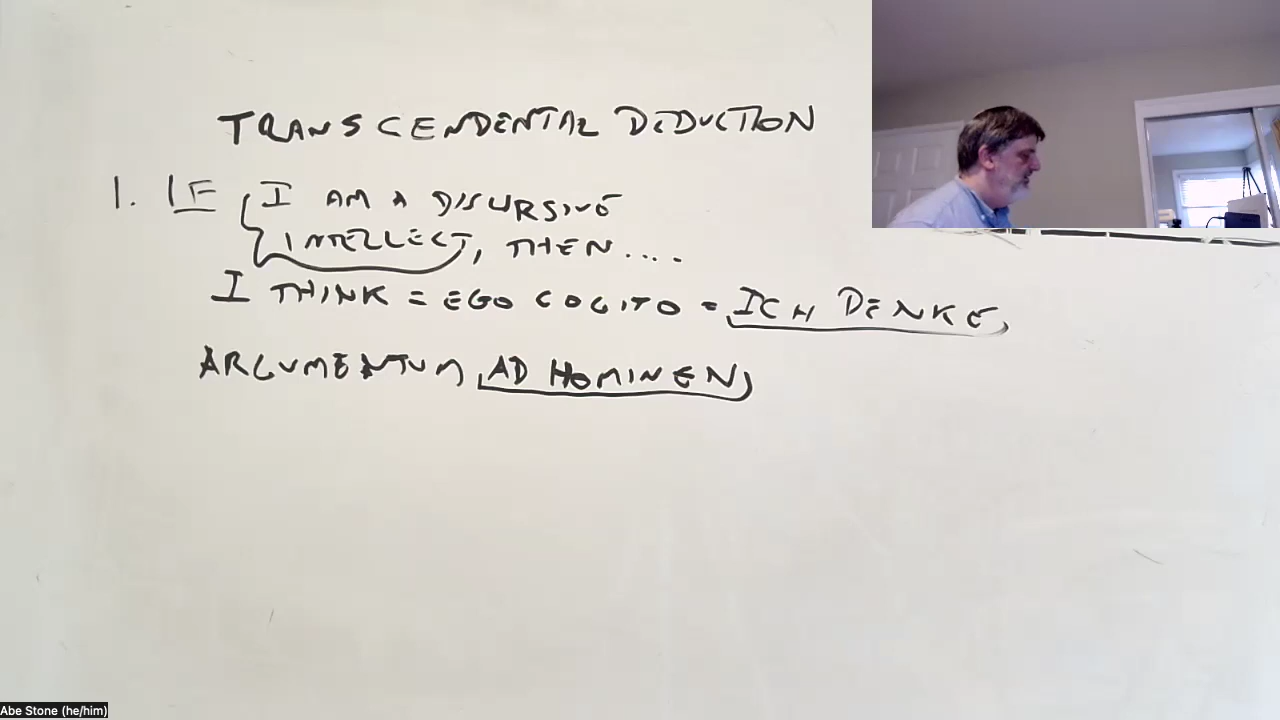 TRANSCENDENTAL DEDUCTION
1. IF I AM A DISURSIVE
INTELLECT, THEN....
I THINK = EGO COGITO = ICH DENKE
ARGUMENTUM AD HOMINEM
Abe Stone (he/him)